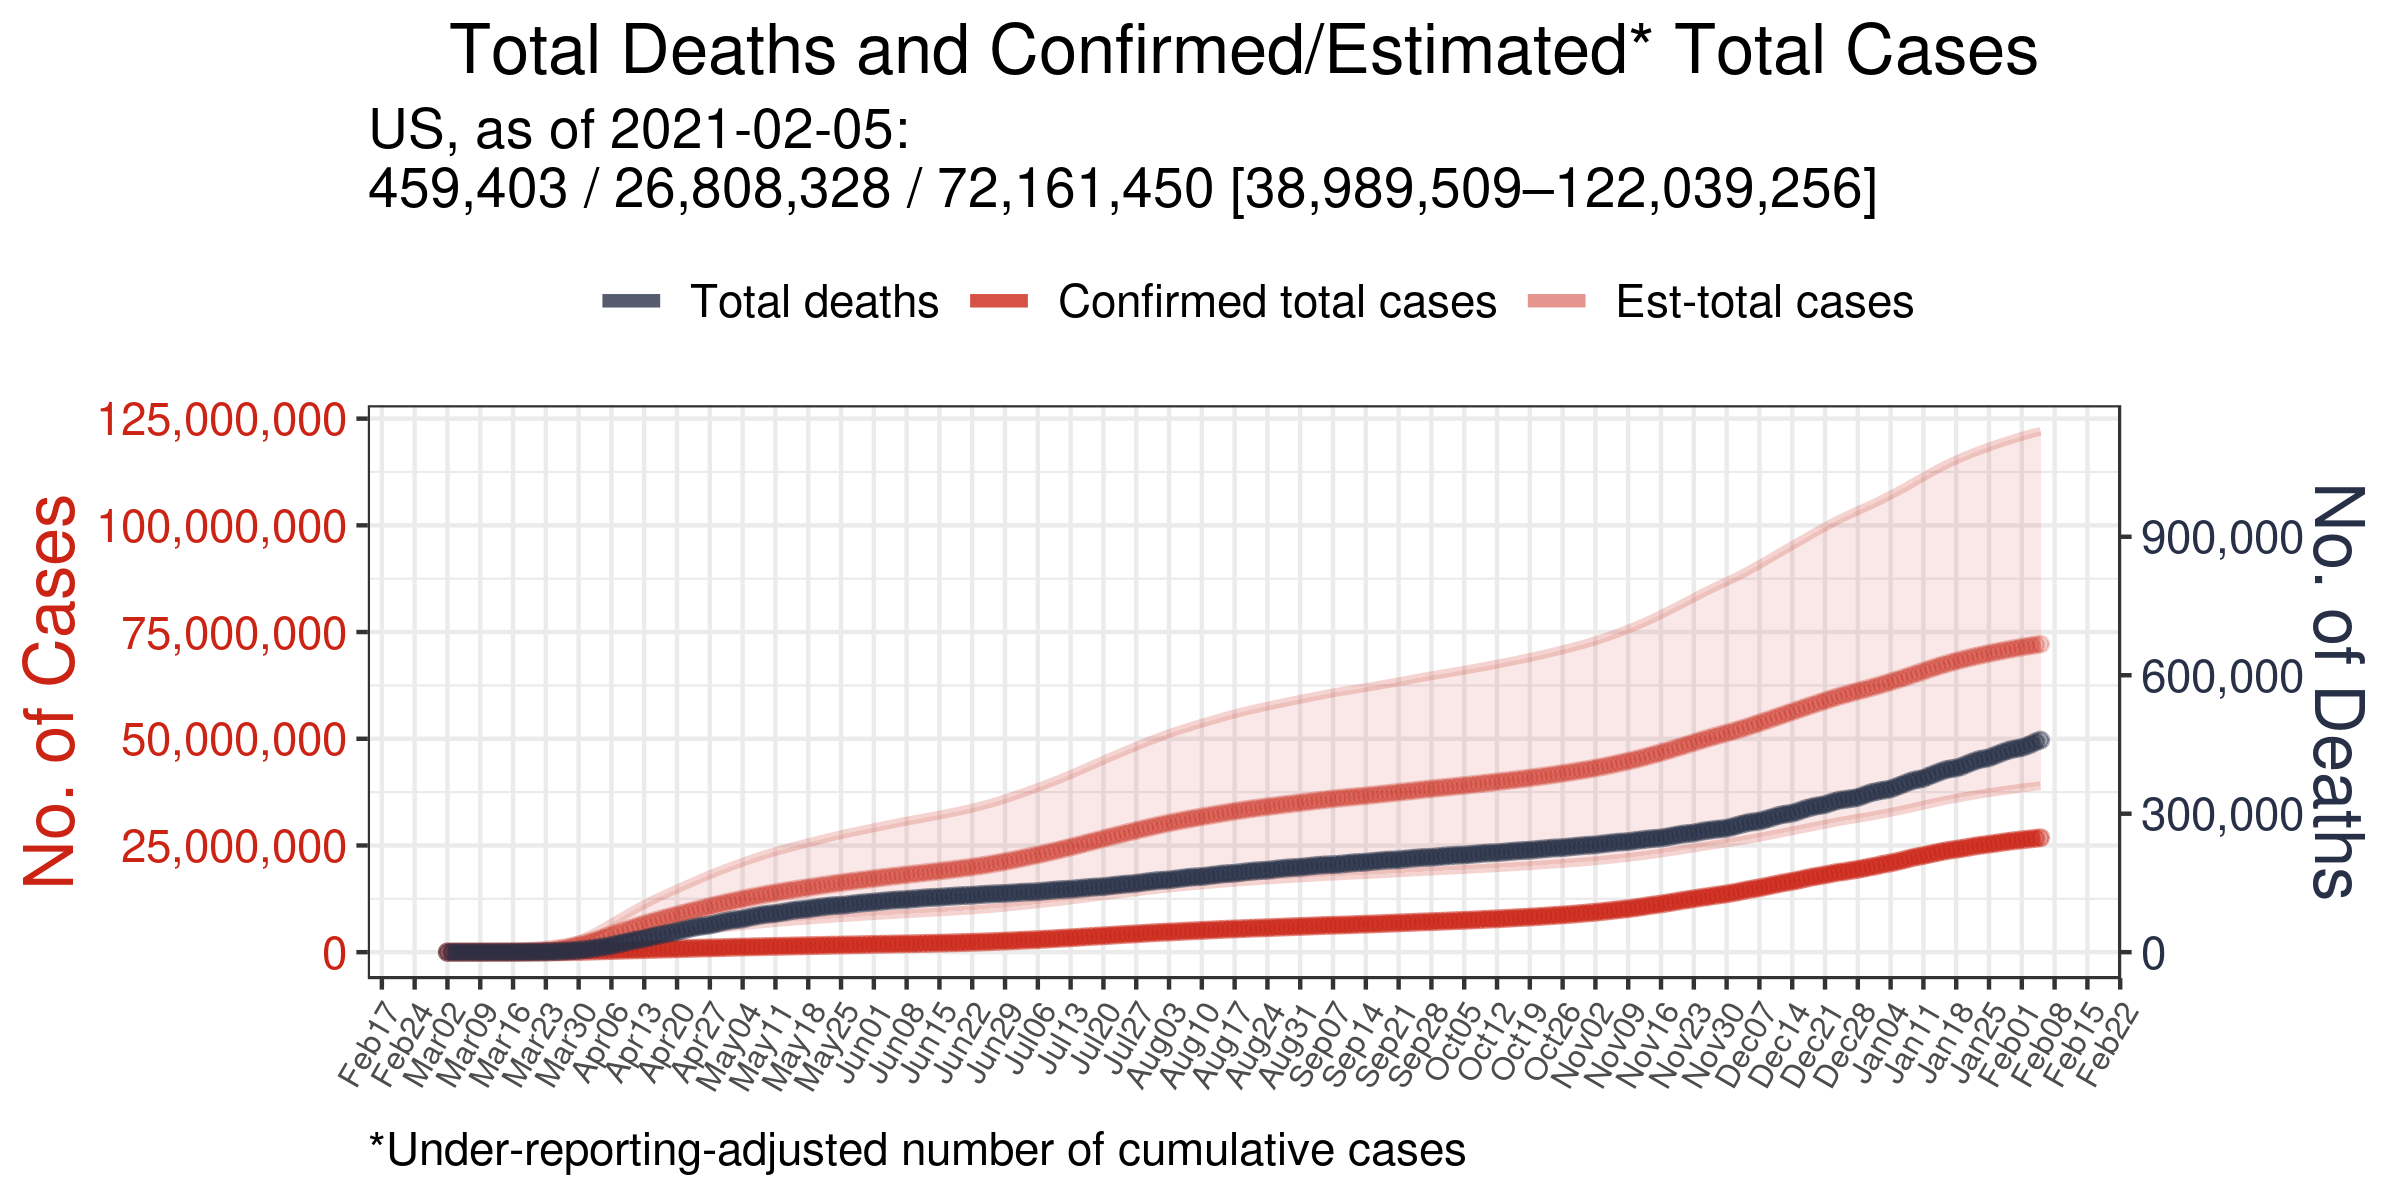 Total Deaths and Confirmed/Estimated* Total Cases
US, as of 2021-02-05:
459,403 / 26,808,328 / 72,161,450 [38,989,509–122,039,256]
Total deaths
Confirmed total cases
Est-total cases
No. of Cases
125,000,000
100,000,000
75,000,000
50,000,000
25,000,000
0
900,000
600,000
300,000
0
No. of Deaths
Feb17
Feb24
Mar02
Mar09
Mar16
Mar23
Mar30
Apr06
Apr13
Apr20
Apr27
May04
May11
May18
May25
Jun01
Jun08
Jun15
Jun22
Jun29
Jul06
Jul13
Jul20
Jul27
Aug03
Aug10
Aug17
Aug24
Aug31
Sep07
Sep14
Sep21
Sep28
Oct05
Oct12
Oct19
Oct26
Nov02
Nov09
Nov16
Nov23
Nov30
Dec07
Dec14
Dec21
Dec28
Jan04
Jan11
Jan18
Jan25
Feb01
Feb08
Feb15
Feb22
*Under-reporting-adjusted number of cumulative cases